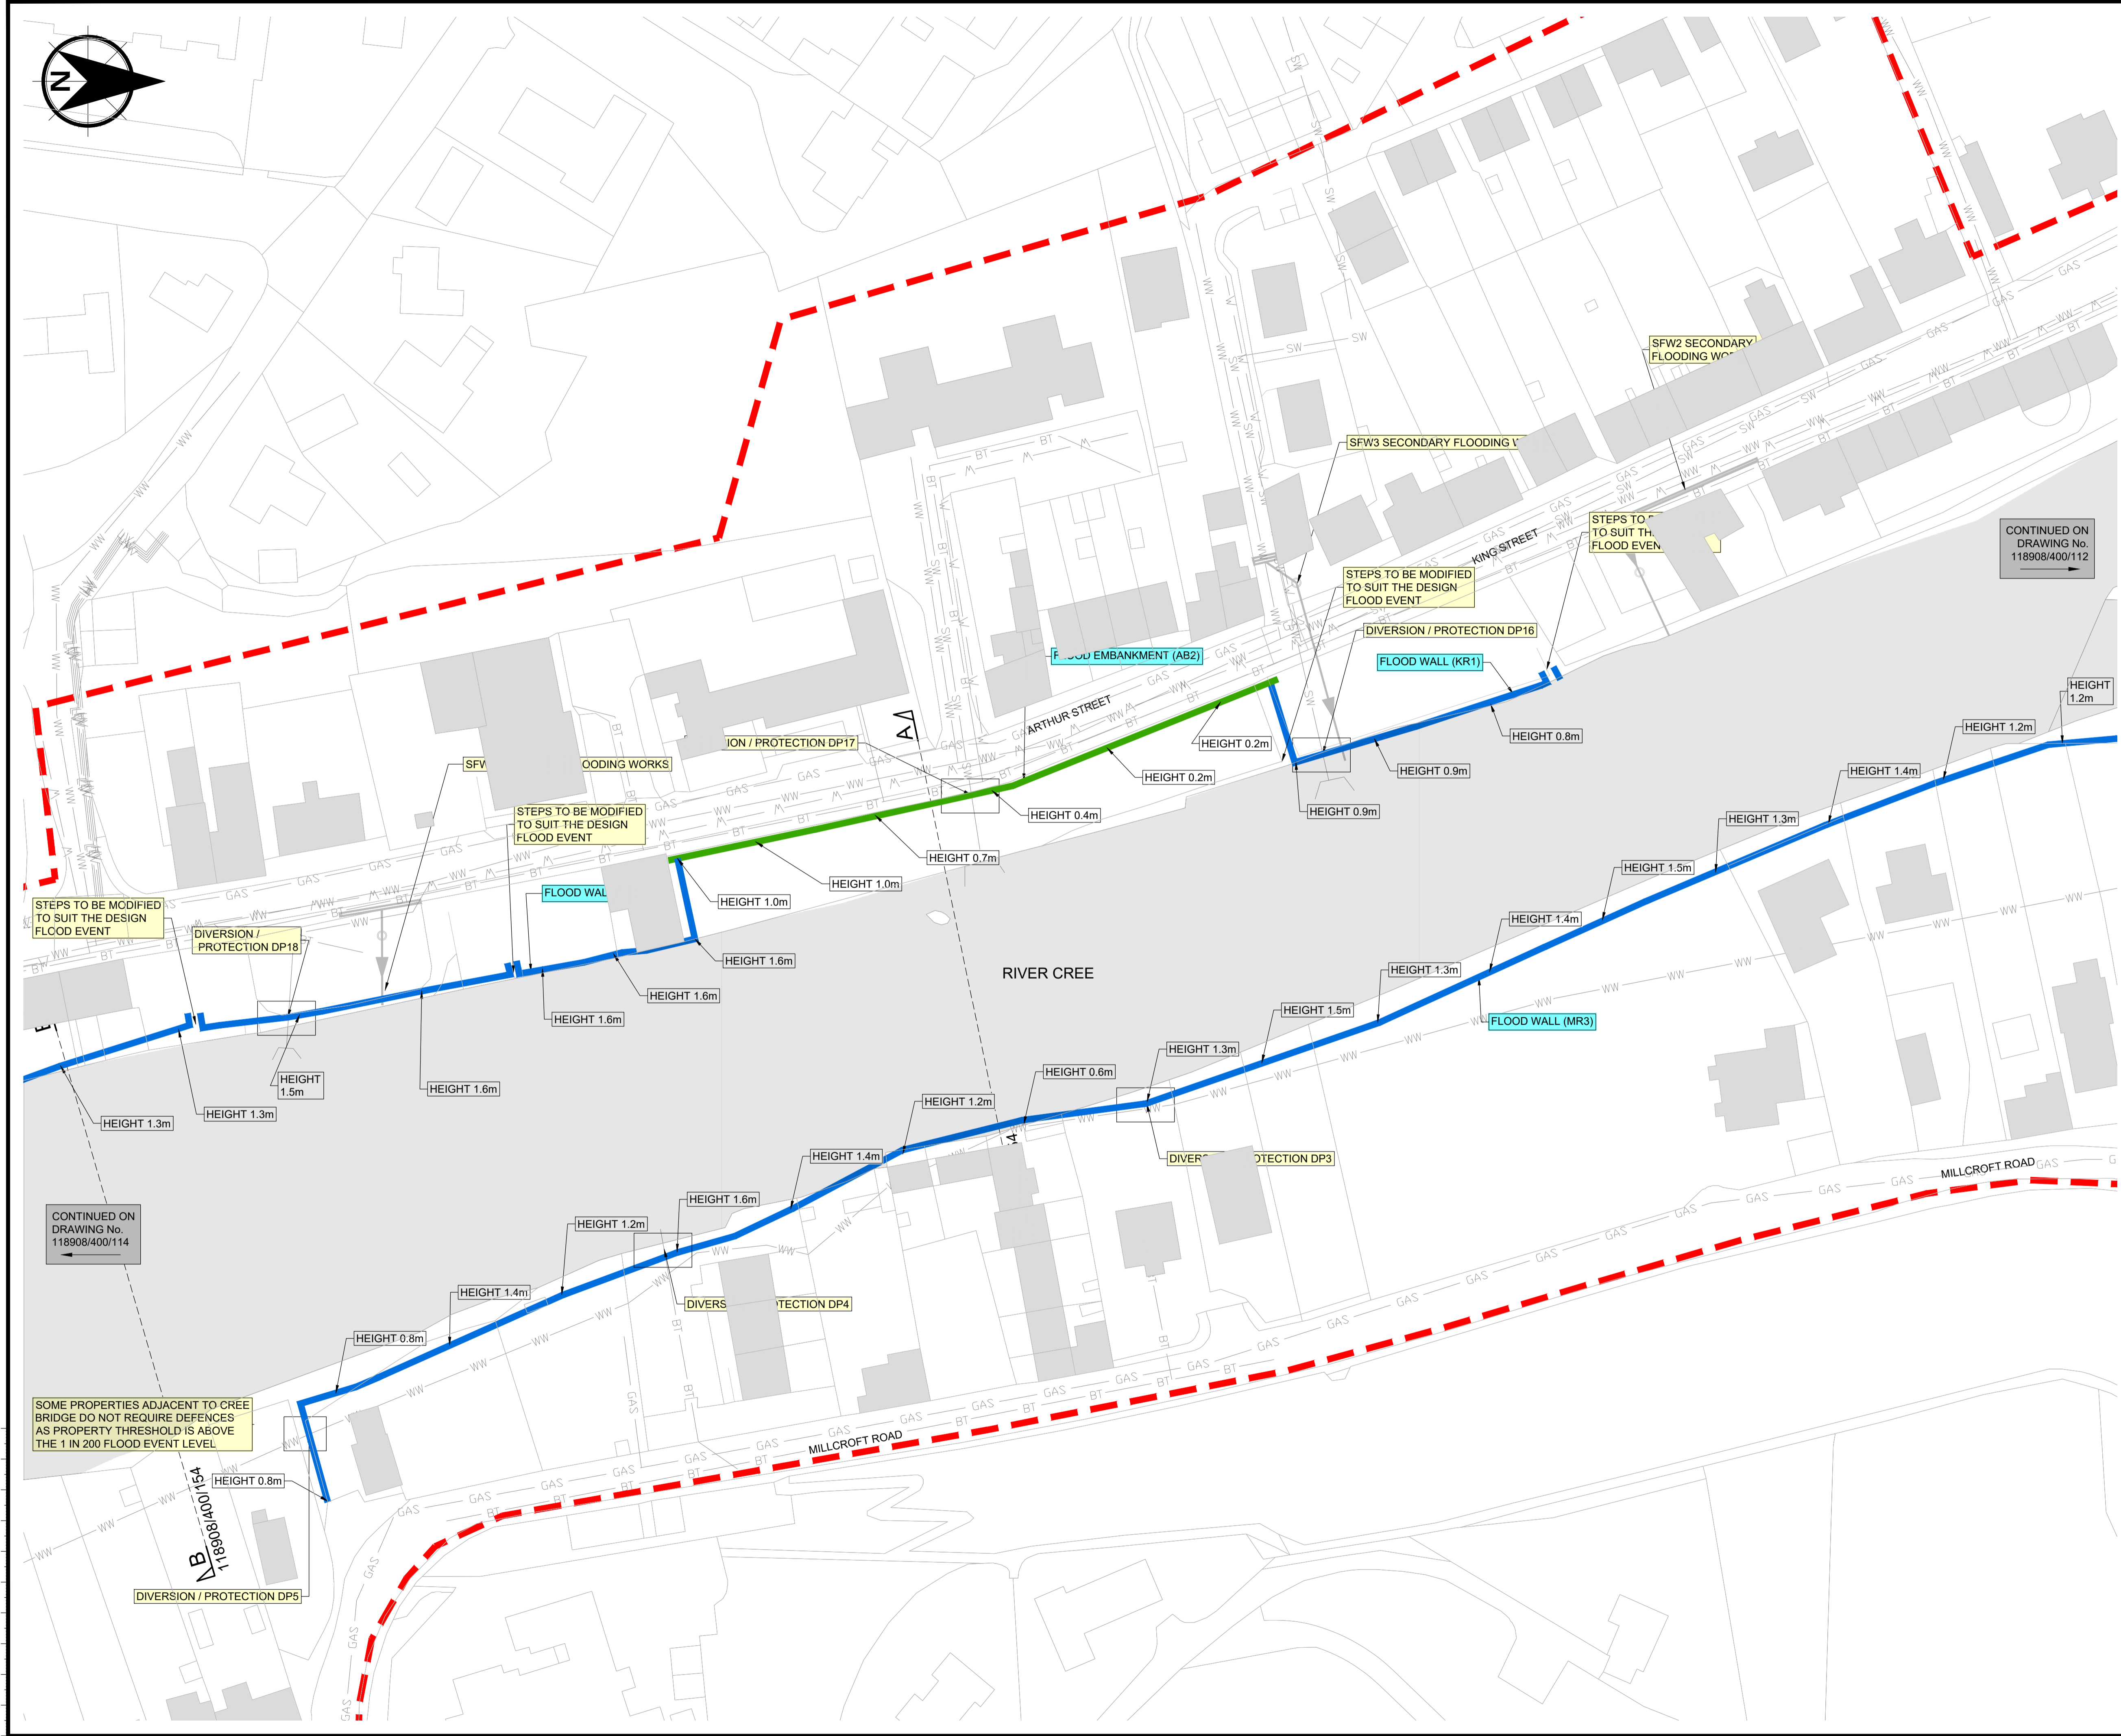 N
SFW2 SECONDARY
FLOODING
SFW3 SECONDARY FLOODING
STEPS TO
TO SUIT
FLOOD
CONTINUED ON
DRAWING No.
118908/400/112
KING STREET
STEPS TO BE MODIFIED
TO SUIT THE DESIGN
FLOOD EVENT
DIVERSION / PROTECTION DP16
FLOOD EMBANKMENT (AB2)
FLOOD WALL (KR1)
HEIGHT
1.2m
ARTHUR STREET
A
HEIGHT 1.2m
HEIGHT 0.8m
HEIGHT 0.2m
/ PROTECTION DP17
OODING WORKS
HEIGHT 0.9m
HEIGHT 1.4m
HEIGHT 0.2m
STEPS TO BE MODIFIED
TO SUIT THE DESIGN
FLOOD EVENT
HEIGHT 0.9m
HEIGHT 0.4m
HEIGHT 1.3m
HEIGHT 0.7m
HEIGHT 1.5m
HEIGHT 1.0m
FLOOD
HEIGHT 1.0m
STEPS TO BE MODIFIED
TO SUIT THE DESIGN
FLOOD EVENT
HEIGHT 1.4m
DIVERSION /
PROTECTION DP18
HEIGHT 1.6m
RIVER CREE
HEIGHT 1.3m
HEIGHT 1.6m
HEIGHT 1.5m
HEIGHT 1.6m
FLOOD WALL (MR3)
HEIGHT 1.3m
HEIGHT 0.6m
HEIGHT
1.5m
HEIGHT 1.6m
HEIGHT 1.2m
HEIGHT 1.3m
HEIGHT 1.3m
HEIGHT 1.4m
PROTECTION DP3
MILLCROFT ROAD
HEIGHT 1.6m
CONTINUED ON
DRAWING No.
118908/400/114
HEIGHT 1.2m
HEIGHT 1.4m
PROTECTION DP4
HEIGHT 0.8m
SOME PROPERTIES ADJACENT TO CREE
BRIDGE DO NOT REQUIRE DEFENCES
AS PROPERTY THRESHOLD IS ABOVE
THE 1 IN 200 FLOOD EVENT LEVEL
MILLCROFT ROAD
HEIGHT 0.8m
B
118908/400/154
DIVERSION / PROTECTION DP5
GAS
WW
SW
BT
W